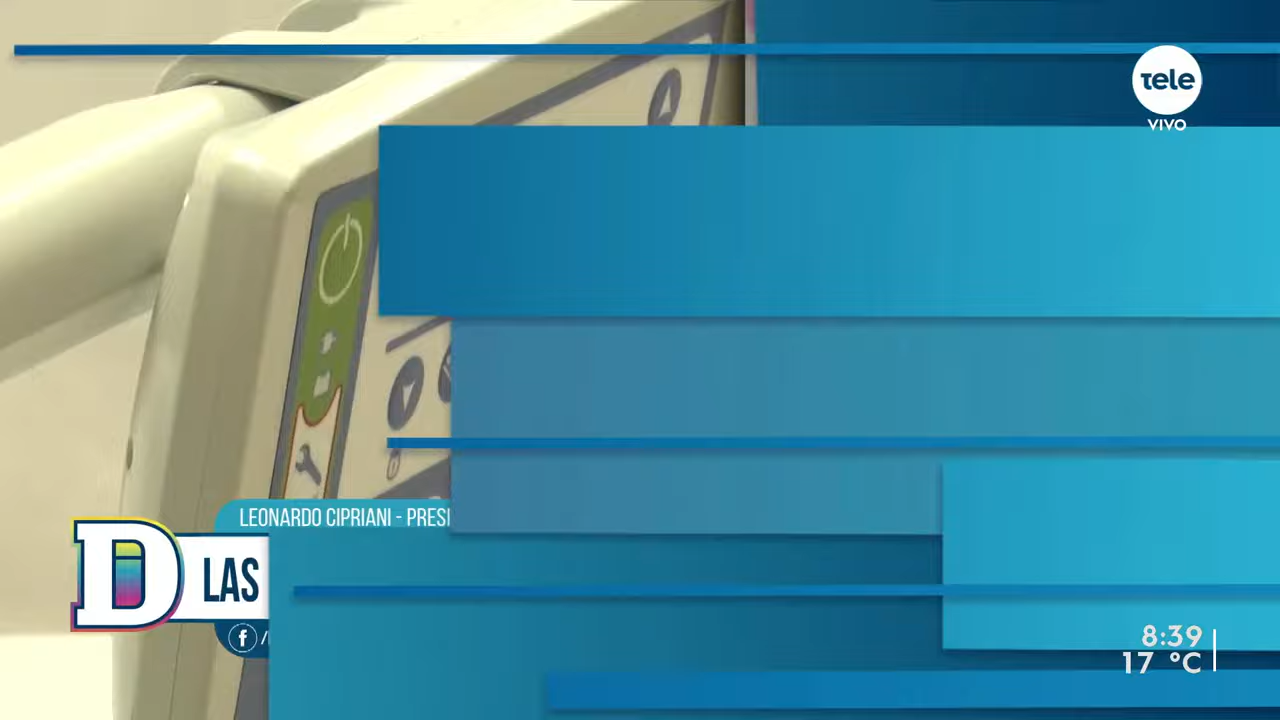 tele
VIVO
LEONARDO CIPRIANI - PRESI
D LAS
f /
8:39
17 °C